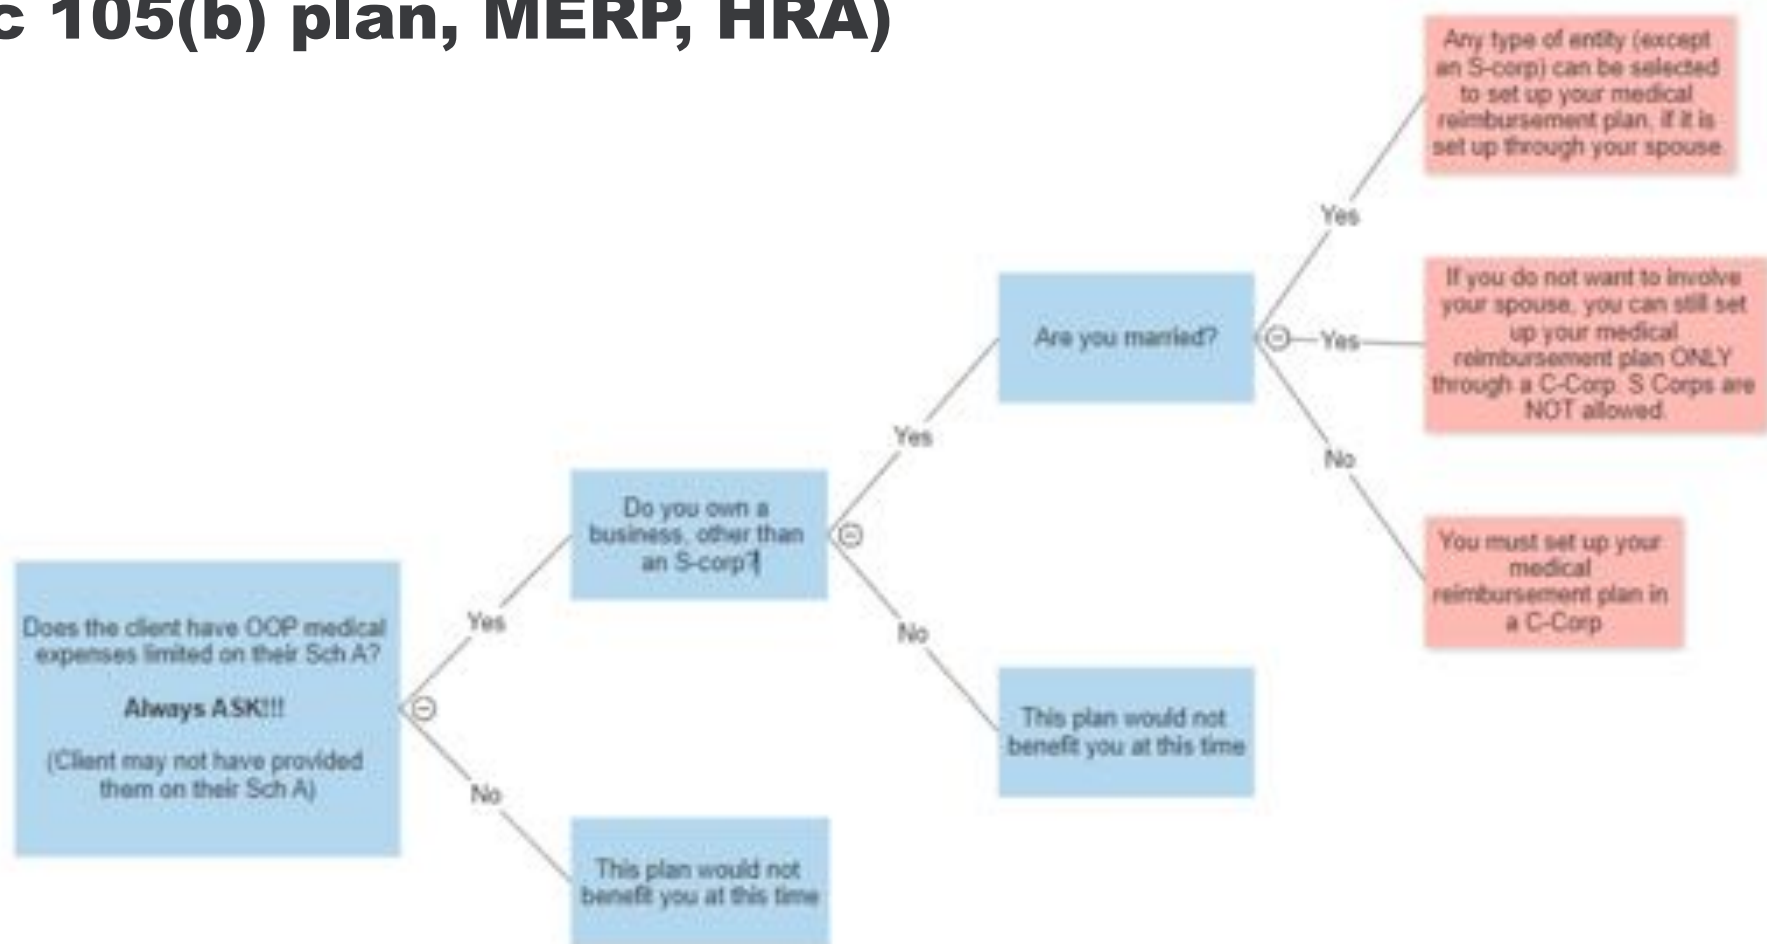 c 105(b) plan, MERP, HRA)
Any type of entity (except
an S-corp) can be selected
to set up your medical
reimbursement plan, if it is
set up through your spouse.
Yes
If you do not want to involve
your spouse, you can still set
up your medical
reimbursement plan ONLY
through a C-Corp. S Corps are
NOT allowed.
Are you married?
Yes
Yes
No
Do you own a
business, other than
an S-corp?
You must set up your
medical
reimbursement plan in
a C-Corp
Yes
No
Does the client have OOP medical
expenses limited on their Sch A?
Always ASK!!!
(Client may not have provided
them on their Sch A)
This plan would not
benefit you at this time
No
This plan would not
benefit you at this time